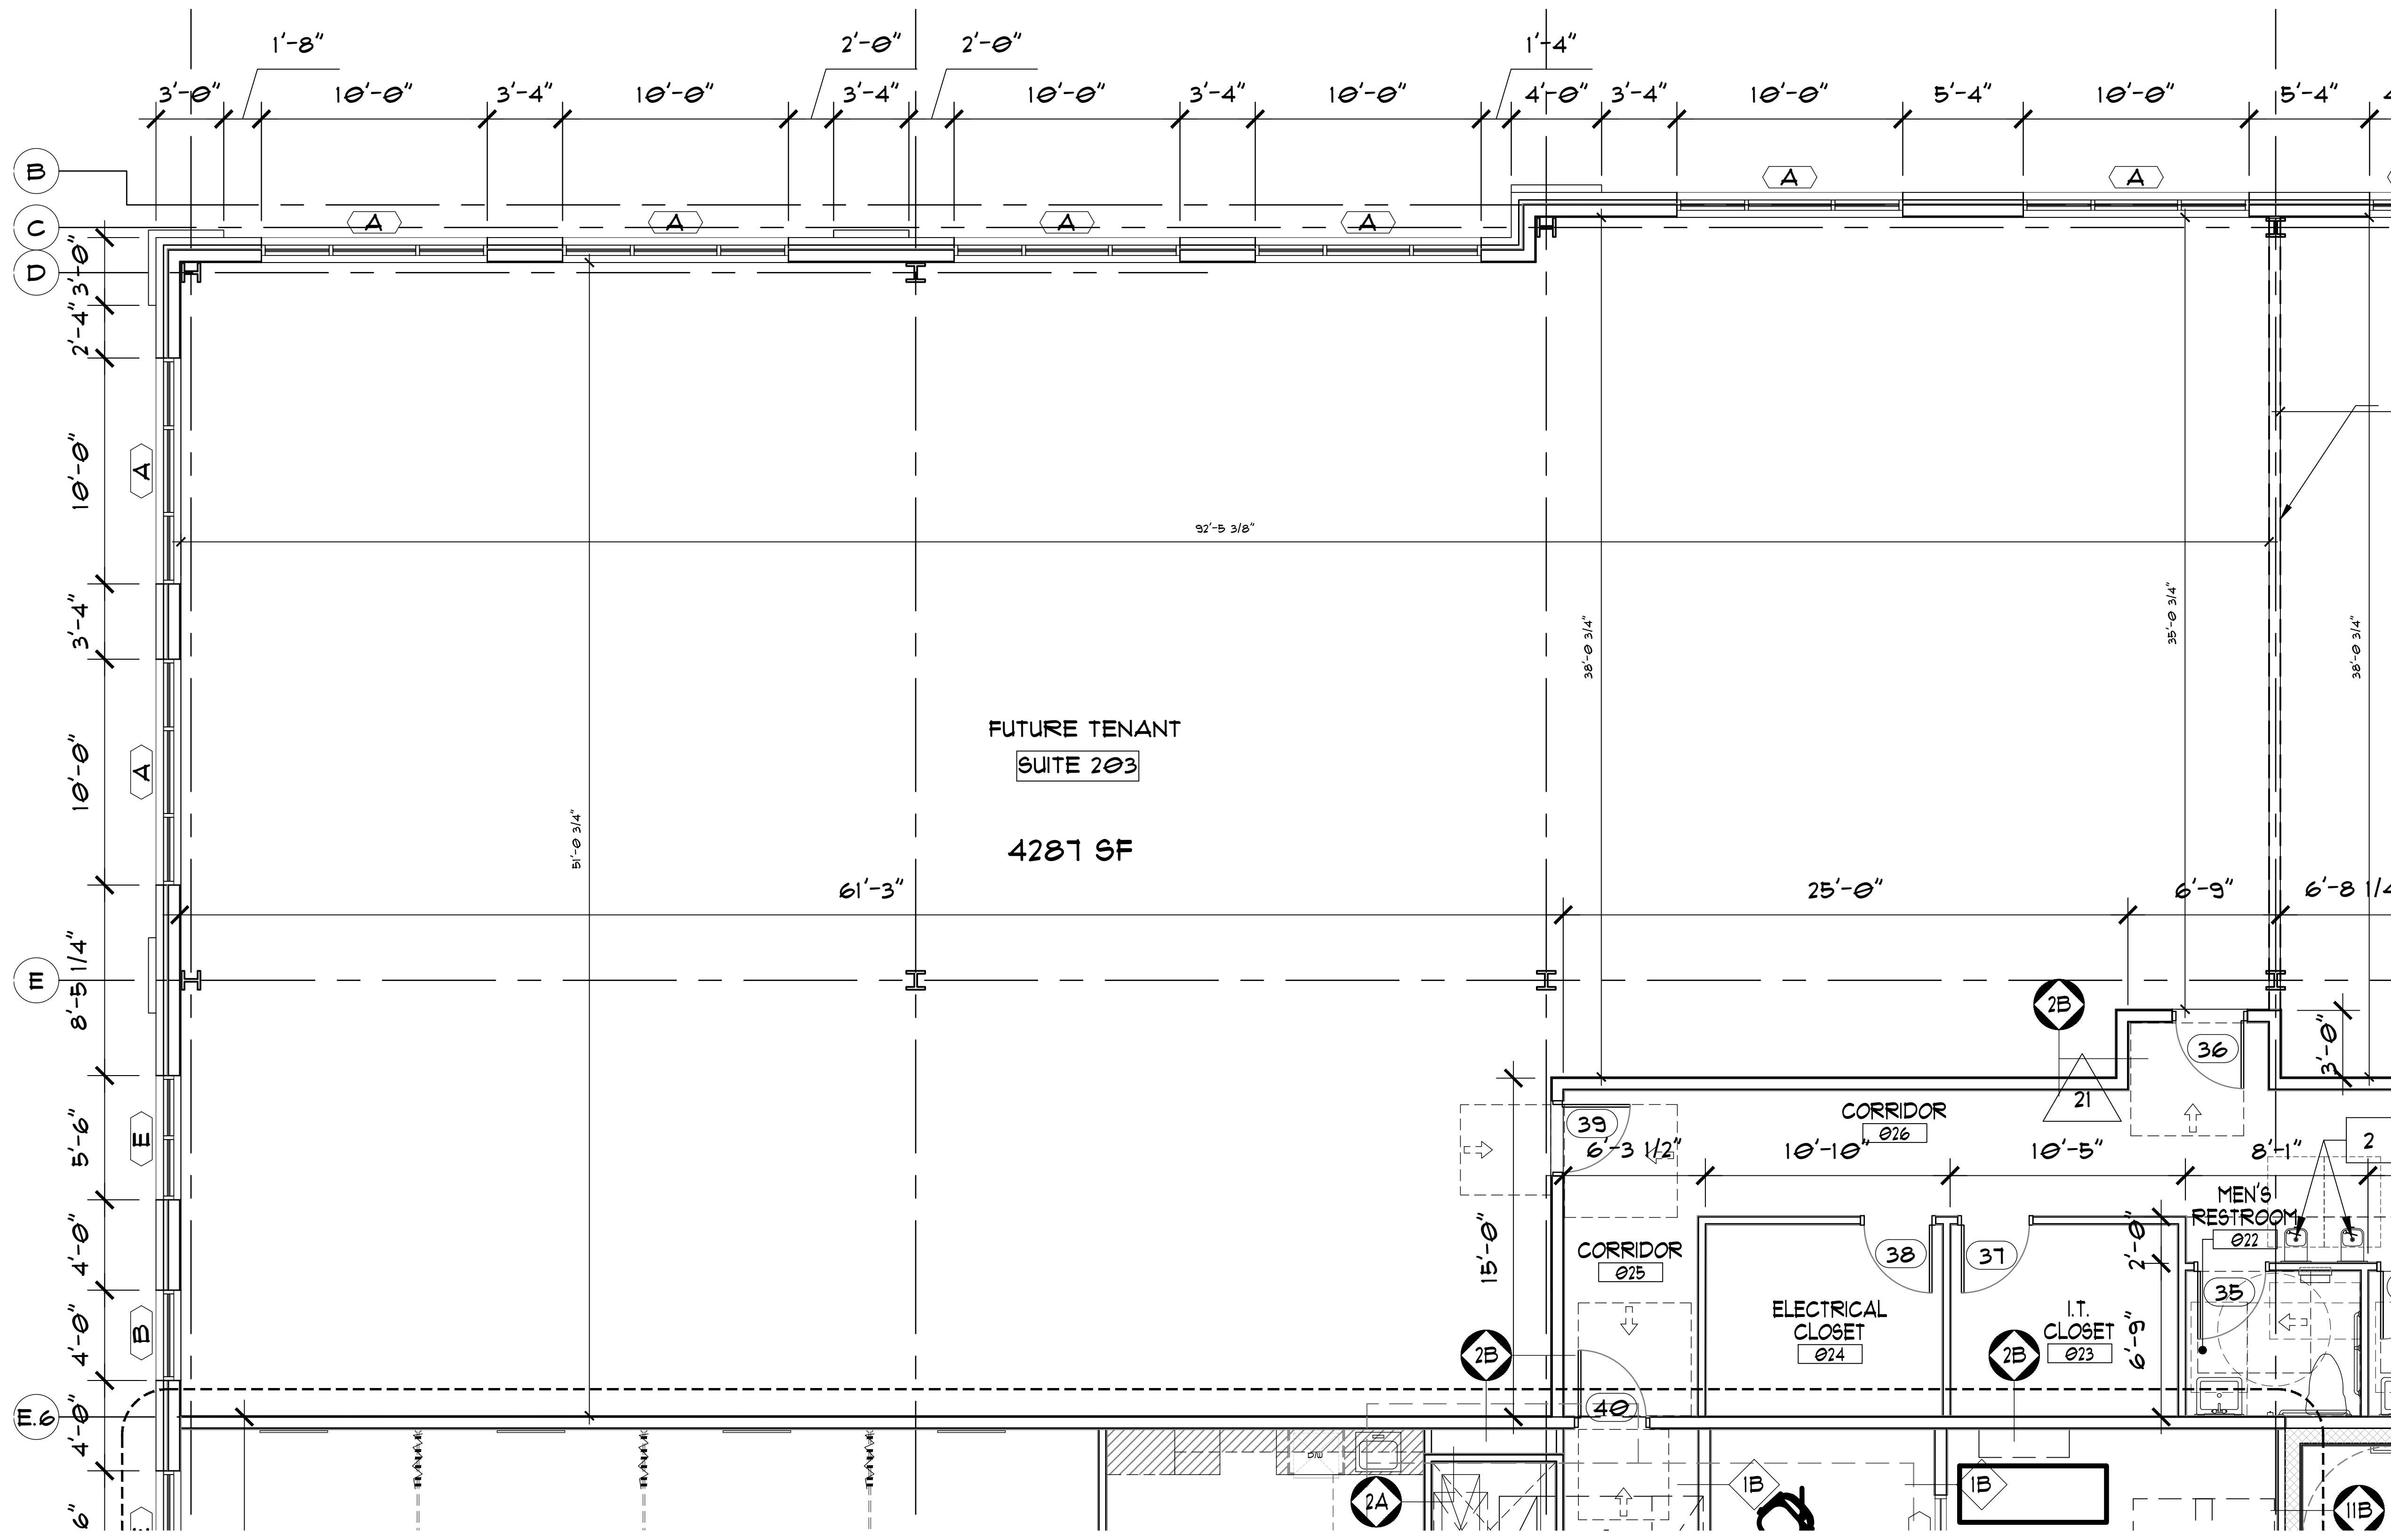 1'-8" 2'-0" 2'-0" 1'-4"
3'-0" 10'-0" 3'-4" 10'-0" 3'-4" 10'-0" 3'-4" 10'-0" 4'-0" 3'-4" 10'-0" 5'-4" 10'-0" 5'-4"
B
A A
C
A A A A
D
3'-0"
2'-4"
10'-0"
A
92'-5 3/8"
3'-4"
38'-0 3/4"
35'-0 3/4"
38'-0 3/4"
FUTURE TENANT
SUITE 203
10'-0"
A
51'-0 3/4"
4287 SF
61'-3" 25'-0" 6'-9" 6'-8 1/4
E
8'-5 1/4"
2B
36
3'-0"
21
5'-6"
E
39
CORRIDOR
026
2
6'-3 1/2" 10'-10" 10'-5" 8'-1"
MEN'S
RESTROOM
022
4'-0"
15'-0"
CORRIDOR
025
38
37
2'-0"
35
4'-0"
B
2B
ELECTRICAL
CLOSET
024
2B
I.T.
CLOSET
023
6'-9"
E.6
4'-0"
40
1B
1B
2A
11B
6"